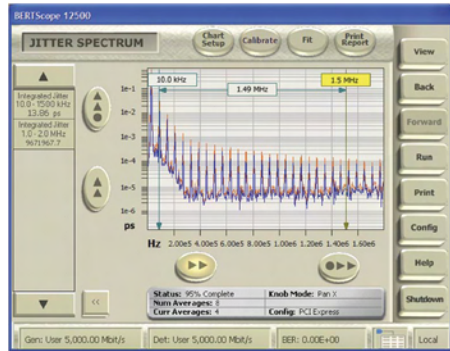 BERTScope 12500
JITTER SPECTRUM
Chart Setup
Calibrate
Fit
Print Report
View
Back
Forward
Run
Print
Config
Help
Shutdown
Integrated Jitter
10.0 - 1500 kHz
13.86 ps
Integrated Jitter
1.0 - 2.0 MHz
9671967.7
10.0 kHz
1.49 MHz
1.5 MHz
1e-1
1e-2
1e-3
1e-4
1e-5
1e-6
ps
Hz 2.00e5 4.00e5 6.00e5 8.00e5 1.00e6 1.20e6 1.40e6 1.60e6
<<
Status: 95% Complete
Knob Mode: Pan X
Num Averages: 8
Curr Averages: 4
Config: PCI Express
Gen: User 5,000.00 Mbit/s
Det: User 5,000.00 Mbit/s
BER: 0.00E+00
Local